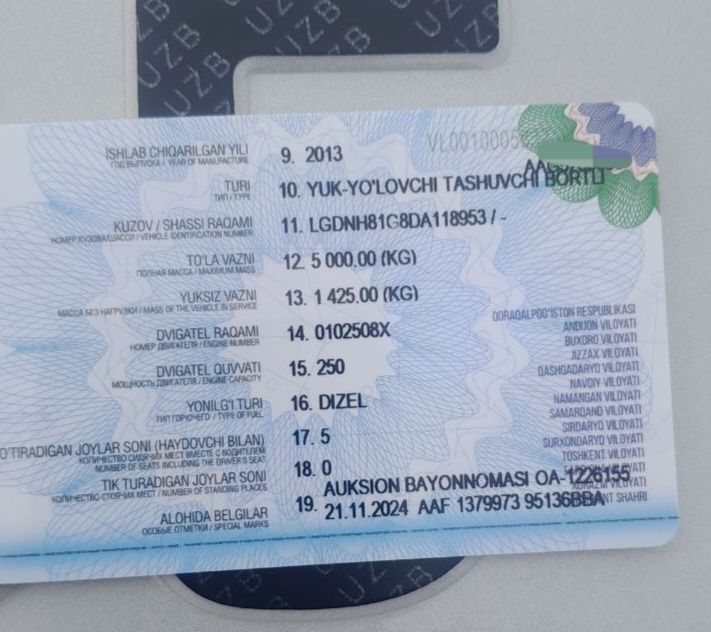 UZB UZB UZB
UZB UZB
UZB
VL0010005
ISHLAB CHIQARILGAN YILI 9. 2013
ГОД ВЫПУСКА / YEAR OF MANUFACTURE
TURI 10. YUK-YO'LOVCHI TASHUVCHI BORTLI
ТИП / TYPE
KUZOV / SHASSI RAQAMI 11. LGDNH81G8DA118953 / -
НОМЕР КУЗОВА/ШАССИ / VEHICLE IDENTIFICATION NUMBER
TO'LA VAZNI 12. 5 000.00 (KG)
ПОЛНАЯ МАССА / MAXIMUM MASS
YUKSIZ VAZNI 13. 1 425.00 (KG)
МАССА БЕЗ НАГРУЗКИ / MASS OF THE VEHICLE IN SERVICE
DVIGATEL RAQAMI 14. 0102508X
НОМЕР ДВИГАТЕЛЯ / ENGINE NUMBER
DVIGATEL QUVVATI 15. 250
МОЩНОСТЬ ДВИГАТЕЛЯ / ENGINE CAPACITY
YONILG'I TURI 16. DIZEL
ТИП ГОРЮЧЕГО / TYPE OF FUEL
O'TIRADIGAN JOYLAR SONI (HAYDOVCHI BILAN) 17. 5
КОЛИЧЕСТВО СИДЯЧИХ МЕСТ ВМЕСТЕ С ВОДИТЕЛЕМ
NUMBER OF SEATS INCLUDING THE DRIVER'S SEAT
TIK TURADIGAN JOYLAR SONI 18. 0
КОЛИЧЕСТВО СТОЯЧИХ МЕСТ / NUMBER OF STANDING PLACES
ALOHIDA BELGILAR 19. AUKSION BAYONNOMASI OA-1226155
ОСОБЫЕ ОТМЕТКИ / SPECIAL MARKS
21.11.2024 AAF 1379973 95136BBA
QORAQALPOG'ISTON RESPUBLIKASI
ANDIJON VILOYATI
BUXORO VILOYATI
JIZZAX VILOYATI
QASHQADARYO VILOYATI
NAVOIY VILOYATI
NAMANGAN VILOYATI
SAMARQAND VILOYATI
SIRDARYO VILOYATI
SURXONDARYO VILOYATI
TOSHKENT VILOYATI
UZB
UZB